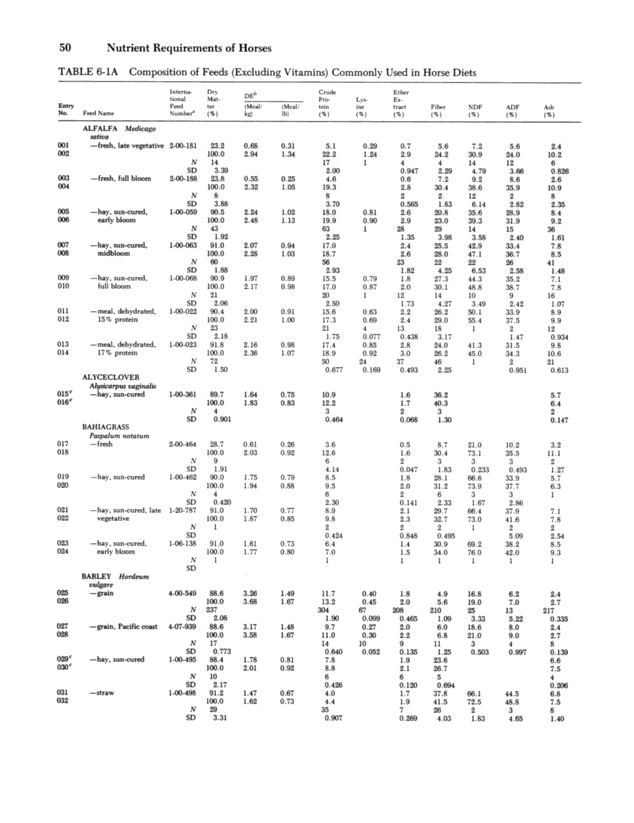 50 Nutrient Requirements of Horses
TABLE 6-1A Composition of Feeds (Excluding Vitamins) Commonly Used in Horse Diets
Interna- Dry Crude Ether
tional Mat- DEᵇ Pro- Lys- Ex-
Entry Feed ter (Mcal/ (Mcal/ tein ine tract Fiber NDF ADF Ash
No. Feed Name Numberᵃ (%) kg) lb) (%) (%) (%) (%) (%) (%) (%)
ALFALFA Medicago
sativa
001 —fresh, late vegetative 2-00-181 23.2 0.68 0.31 5.1 0.29 0.7 5.6 7.2 5.6 2.4
002 100.0 2.94 1.34 22.2 1.24 2.9 24.2 30.9 24.0 10.2
N 14 17 1 4 4 14 12 6
SD 3.39 2.00 0.947 2.29 4.79 3.66 0.826
003 —fresh, full bloom 2-00-188 23.8 0.55 0.25 4.6 0.6 7.2 9.2 8.6 2.6
004 100.0 2.32 1.05 19.3 2.8 30.4 38.6 35.9 10.9
N 8 8 2 2 12 2 8
SD 3.88 3.70 0.565 1.83 6.14 2.82 2.35
005 —hay, sun-cured, 1-00-059 90.5 2.24 1.02 18.0 0.81 2.6 20.8 35.6 28.9 8.4
006 early bloom 100.0 2.48 1.13 19.9 0.90 2.9 23.0 39.3 31.9 9.2
N 43 63 1 28 29 14 15 36
SD 1.92 2.25 1.35 3.98 3.58 2.40 1.61
007 —hay, sun-cured, 1-00-063 91.0 2.07 0.94 17.0 2.4 25.5 42.9 33.4 7.8
008 midbloom 100.0 2.28 1.03 18.7 2.6 28.0 47.1 36.7 8.5
N 60 56 23 22 22 26 41
SD 1.88 2.93 1.82 4.25 6.53 2.58 1.48
009 —hay, sun-cured, 1-00-068 90.9 1.97 0.89 15.5 0.79 1.8 27.3 44.3 35.2 7.1
010 full bloom 100.0 2.17 0.98 17.0 0.87 2.0 30.1 48.8 38.7 7.8
N 21 20 1 12 14 10 9 16
SD 2.06 2.50 1.73 4.27 3.49 2.42 1.07
011 —meal, dehydrated, 1-00-022 90.4 2.00 0.91 15.6 0.63 2.2 26.2 50.1 33.9 8.9
012 15% protein 100.0 2.21 1.00 17.3 0.69 2.4 29.0 55.4 37.5 9.9
N 23 21 4 13 18 1 2 12
SD 2.18 1.75 0.077 0.438 3.17 1.47 0.934
013 —meal, dehydrated, 1-00-023 91.8 2.16 0.98 17.4 0.85 2.8 24.0 41.3 31.5 9.8
014 17% protein 100.0 2.36 1.07 18.9 0.92 3.0 26.2 45.0 34.3 10.6
N 72 50 24 37 46 1 2 21
SD 1.50 0.677 0.169 0.493 2.25 0.951 0.613
ALYCECLOVER
Alysicarpus vaginalis
015ᶜ —hay, sun-cured 1-00-361 89.7 1.64 0.75 10.9 1.6 36.2 5.7
016ᶜ 100.0 1.83 0.83 12.2 1.7 40.3 6.4
N 4 3 2 3 2
SD 0.901 0.464 0.068 1.30 0.147
BAHIAGRASS
Paspalum notatum
017 —fresh 2-00-464 28.7 0.61 0.26 3.6 0.5 8.7 21.0 10.2 3.2
018 100.0 2.03 0.92 12.6 1.6 30.4 73.1 35.5 11.1
N 9 6 2 3 3 3 2
SD 1.91 4.14 0.047 1.83 0.233 0.493 1.27
019 —hay, sun-cured 1-00-462 90.0 1.75 0.79 8.5 1.8 28.1 66.6 33.9 5.7
020 100.0 1.94 0.88 9.5 2.0 31.2 73.9 37.7 6.3
N 4 6 2 6 3 3 1
SD 0.420 2.30 0.141 2.33 1.67 2.86
021 —hay, sun-cured, late 1-20-787 91.0 1.70 0.77 8.9 2.1 29.7 66.4 37.9 7.1
022 vegetative 100.0 1.87 0.85 9.8 2.3 32.7 73.0 41.6 7.8
N 1 2 2 2 1 2 2
SD 0.424 0.848 0.495 5.09 2.54
023 —hay, sun-cured, 1-06-138 91.0 1.61 0.73 6.4 1.4 30.9 69.2 38.2 8.5
024 early bloom 100.0 1.77 0.80 7.0 1.5 34.0 76.0 42.0 9.3
N 1 1 1 1 1 1 1
SD
BARLEY Hordeum
vulgare
025 —grain 4-00-549 88.6 3.26 1.49 11.7 0.40 1.8 4.9 16.8 6.2 2.4
026 100.0 3.68 1.67 13.2 0.45 2.0 5.6 19.0 7.0 2.7
N 237 304 67 208 210 25 13 217
SD 2.08 1.90 0.099 0.465 1.09 3.33 5.22 0.335
027 —grain, Pacific coast 4-07-939 88.6 3.17 1.48 9.7 0.27 2.0 6.0 18.6 8.0 2.4
028 100.0 3.58 1.67 11.0 0.30 2.2 6.8 21.0 9.0 2.7
N 17 14 10 9 11 3 4 8
SD 0.773 0.640 0.052 0.135 1.25 0.503 0.997 0.139
029ᶜ —hay, sun-cured 1-00-495 88.4 1.78 0.81 7.8 1.9 23.6 6.6
030ᶜ 100.0 2.01 0.92 8.8 2.1 26.7 7.5
N 10 6 6 5 4
SD 2.17 0.426 0.120 0.694 0.206
031 —straw 1-00-498 91.2 1.47 0.67 4.0 1.7 37.8 66.1 44.5 6.8
032 100.0 1.62 0.73 4.4 1.9 41.5 72.5 48.8 7.5
N 29 35 7 26 2 3 8
SD 3.31 0.907 0.269 4.03 1.83 4.65 1.40